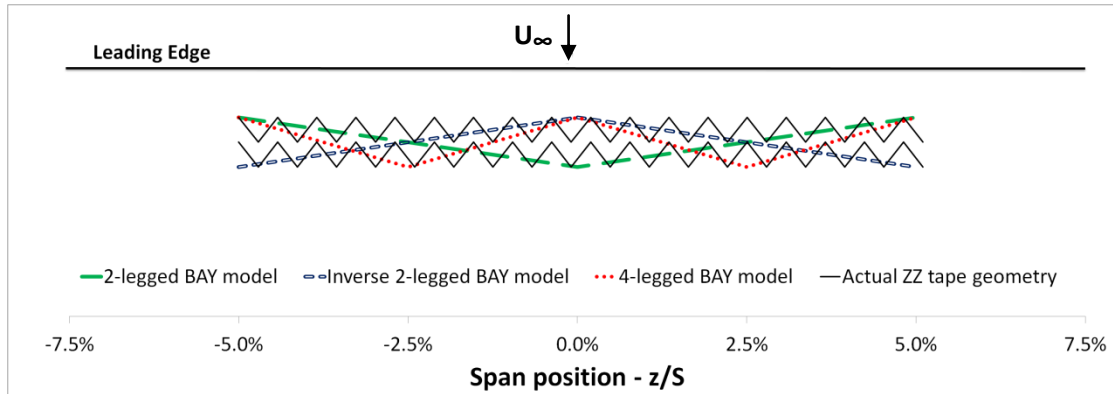 U∞
Leading Edge
2-legged BAY model Inverse 2-legged BAY model 4-legged BAY model Actual ZZ tape geometry
-7.5% -5.0% -2.5% 0.0% 2.5% 5.0% 7.5%
Span position - z/S